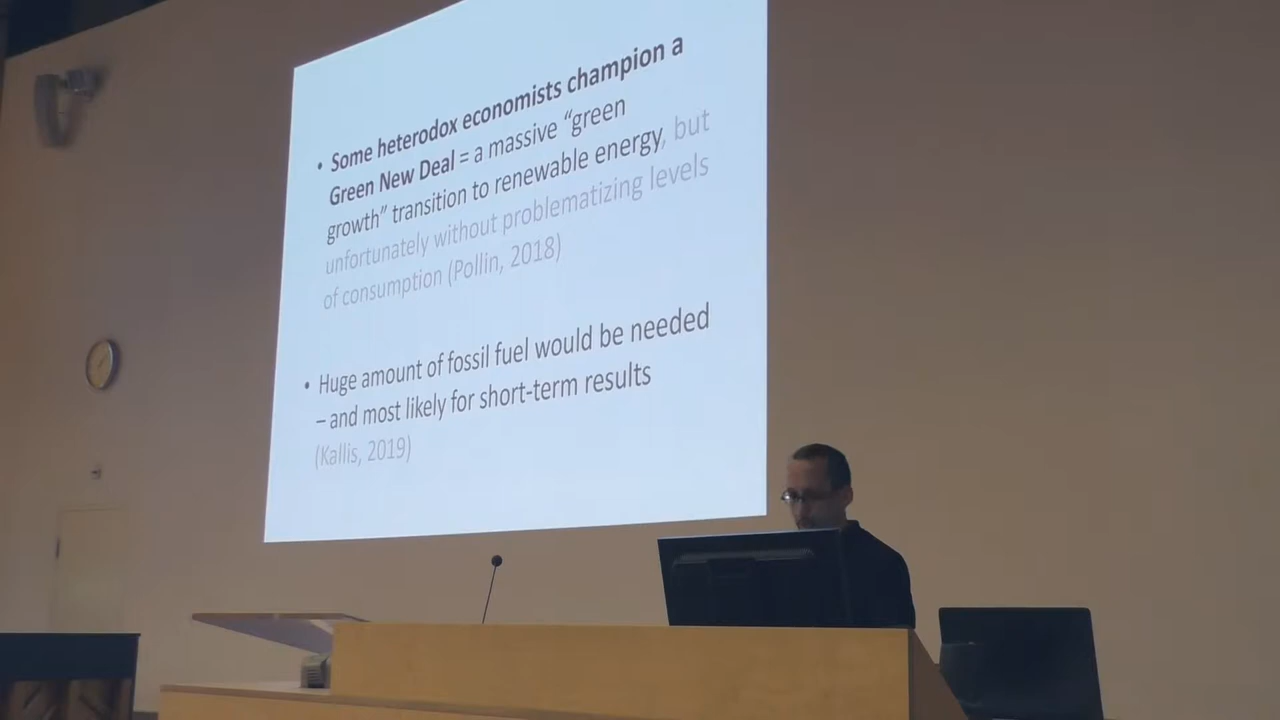 • Some heterodox economists champion a
Green New Deal = a massive “green
growth” transition to renewable energy, but
unfortunately without problematizing levels
of consumption (Pollin, 2018)
• Huge amount of fossil fuel would be needed
– and most likely for short-term results
(Kallis, 2019)